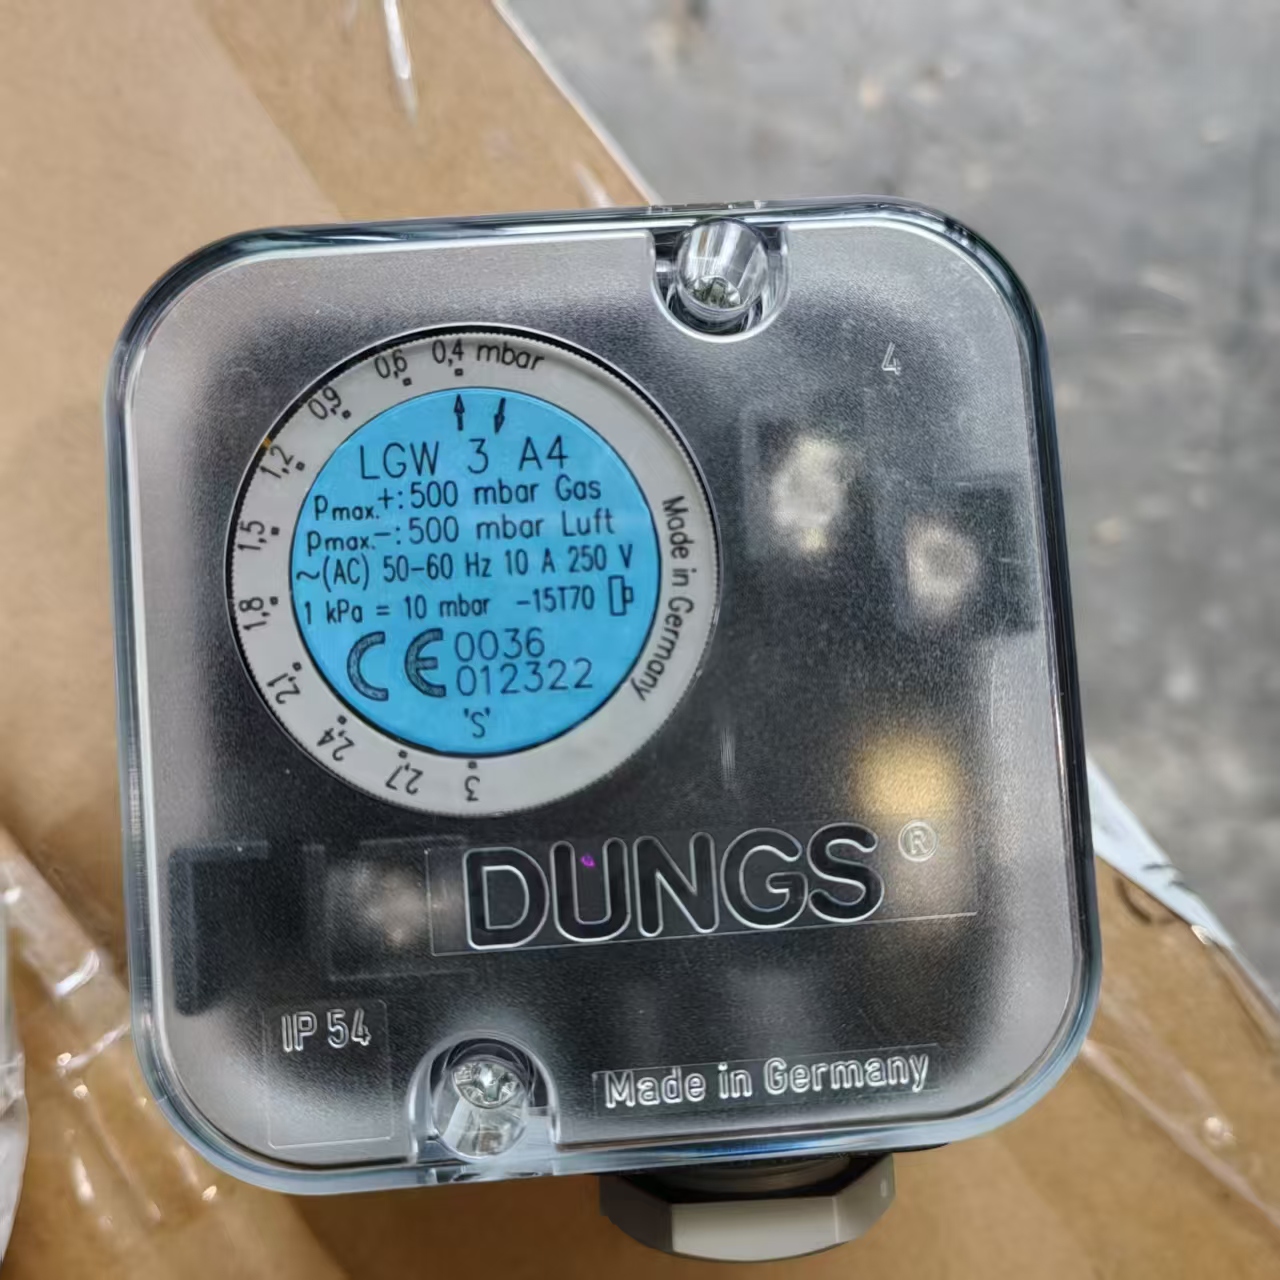 0,4 mbar
0,6
0,9
1,2
1,5
1,8
2,1
2,4
2,7
3
Made in Germany
LGW 3 A4
Pmax.+: 500 mbar Gas
Pmax.-: 500 mbar Luft
~(AC) 50-60 Hz 10 A 250 V
1 kPa = 10 mbar -15T70
CE 0036
012322
'S'
4
DUNGS ®
IP 54
Made in Germany